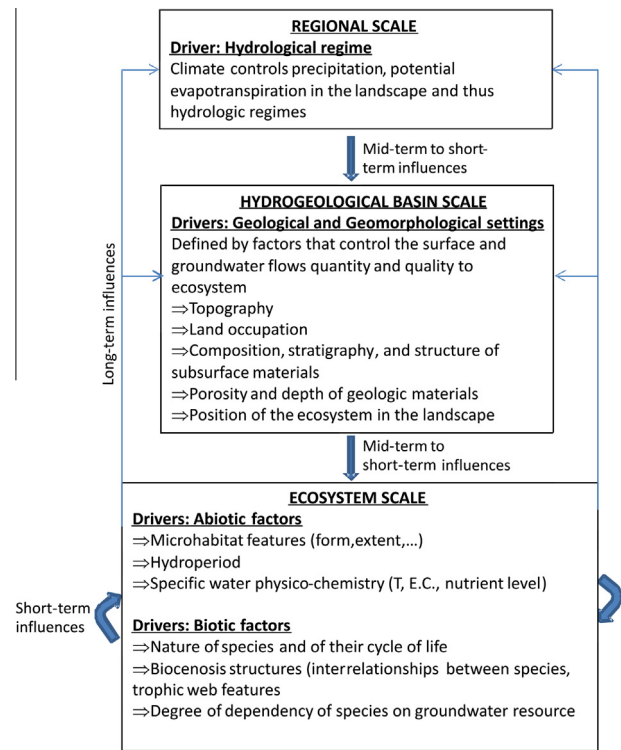 REGIONAL SCALE
Driver: Hydrological regime
Climate controls precipitation, potential
evapotranspiration in the landscape and thus
hydrologic regimes
Mid-term to short-
term influences
HYDROGEOLOGICAL BASIN SCALE
Drivers: Geological and Geomorphological settings
Defined by factors that control the surface and
groundwater flows quantity and quality to
ecosystem
⇒Topography
⇒Land occupation
⇒Composition, stratigraphy, and structure of
subsurface materials
⇒Porosity and depth of geologic materials
⇒Position of the ecosystem in the landscape
Long-term influences
Mid-term to
short-term influences
ECOSYSTEM SCALE
Drivers: Abiotic factors
⇒Microhabitat features (form,extent,...)
⇒Hydroperiod
⇒Specific water physico-chemistry (T, E.C., nutrient level)
Short-term
influences
Drivers: Biotic factors
⇒Nature of species and of their cycle of life
⇒Biocenosis structures (interrelationships between species,
trophic web features
⇒Degree of dependency of species on groundwater resource